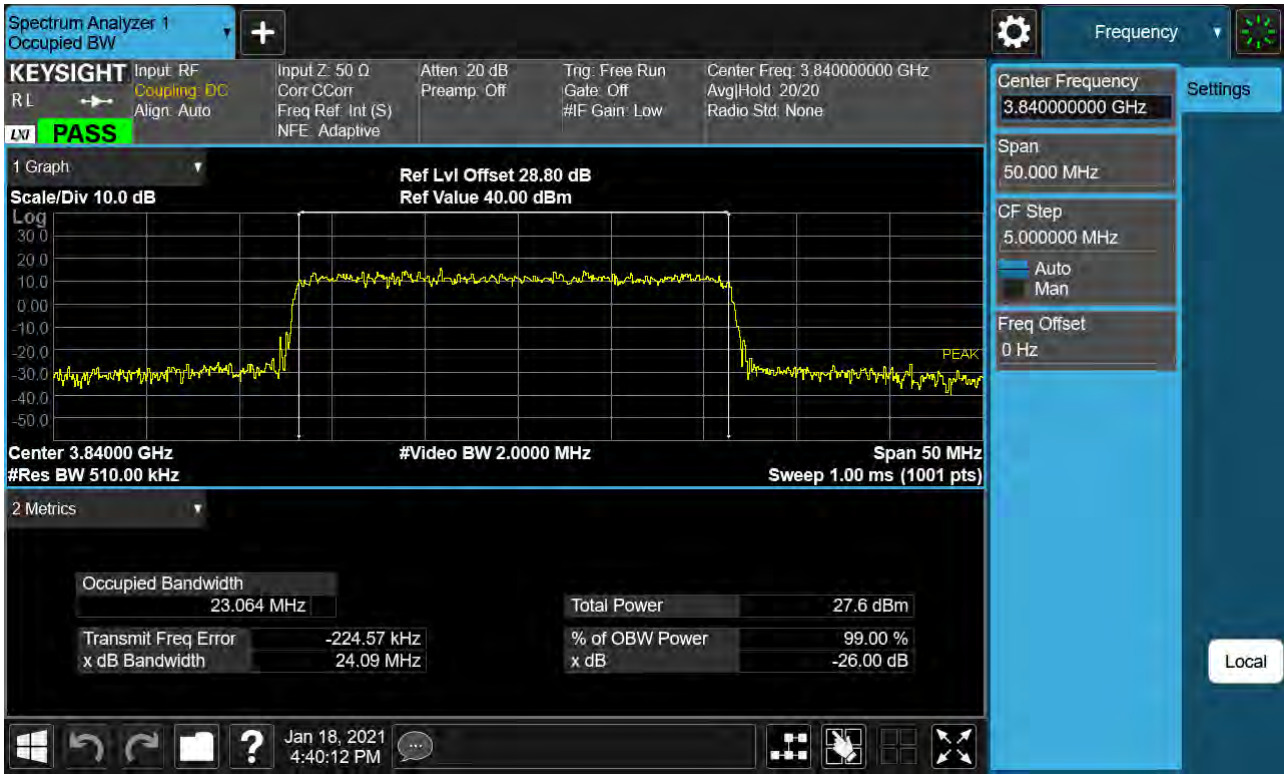 Spectrum Analyzer 1
Occupied BW
Frequency
KEYSIGHT
RL
LXI
PASS
Input: RF
Coupling: DC
Align: Auto
Input Z: 50 Ω
Corr CCorr
Freq Ref: Int (S)
NFE: Adaptive
Atten: 20 dB
Preamp: Off
Trig: Free Run
Gate: Off
#IF Gain: Low
Center Freq: 3.840000000 GHz
Avg|Hold: 20/20
Radio Std: None
Center Frequency
3.840000000 GHz
Settings
Span
50.000 MHz
CF Step
5.000000 MHz
Auto
Man
Freq Offset
0 Hz
1 Graph
Scale/Div 10.0 dB
Ref Lvl Offset 28.80 dB
Ref Value 40.00 dBm
Log
30.0
20.0
10.0
0.00
-10.0
-20.0
-30.0
-40.0
-50.0
PEAK
Center 3.84000 GHz
#Res BW 510.00 kHz
#Video BW 2.0000 MHz
Span 50 MHz
Sweep 1.00 ms (1001 pts)
2 Metrics
Occupied Bandwidth
23.064 MHz
Total Power 27.6 dBm
Transmit Freq Error -224.57 kHz
% of OBW Power 99.00 %
x dB Bandwidth 24.09 MHz
x dB -26.00 dB
Local
?
Jan 18, 2021
4:40:12 PM